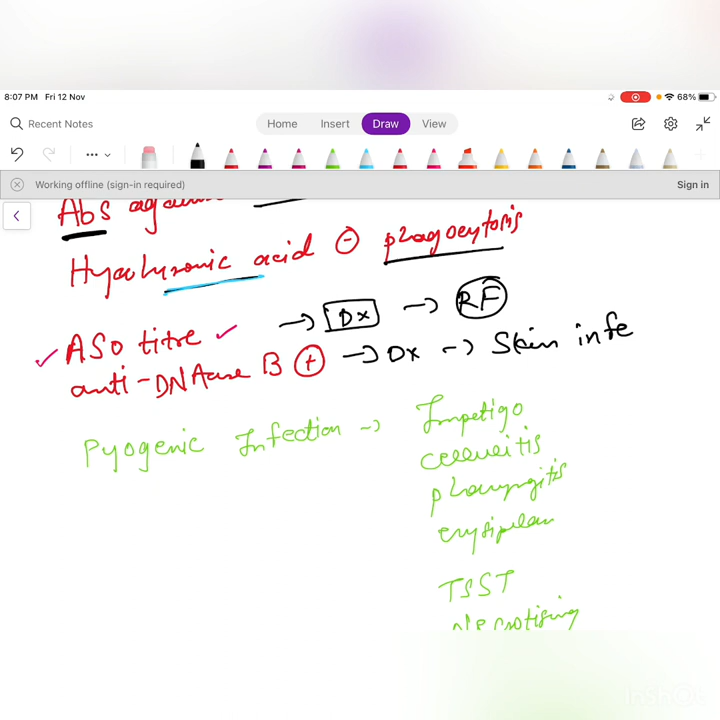 8:07 PM Fri 12 Nov 68%
Recent Notes Home Insert Draw View
Working offline (sign-in required) Sign in
Abs
Hyaluronic acid ⊖ phagocytosis
✓ ASO titre ✓ → Dx → RF
anti-DNAase B ⊕ → Dx → Skin infe
Pyogenic Infection → Impetigo
cellulitis
pharyngitis
erysipelas
TSST
necrotising